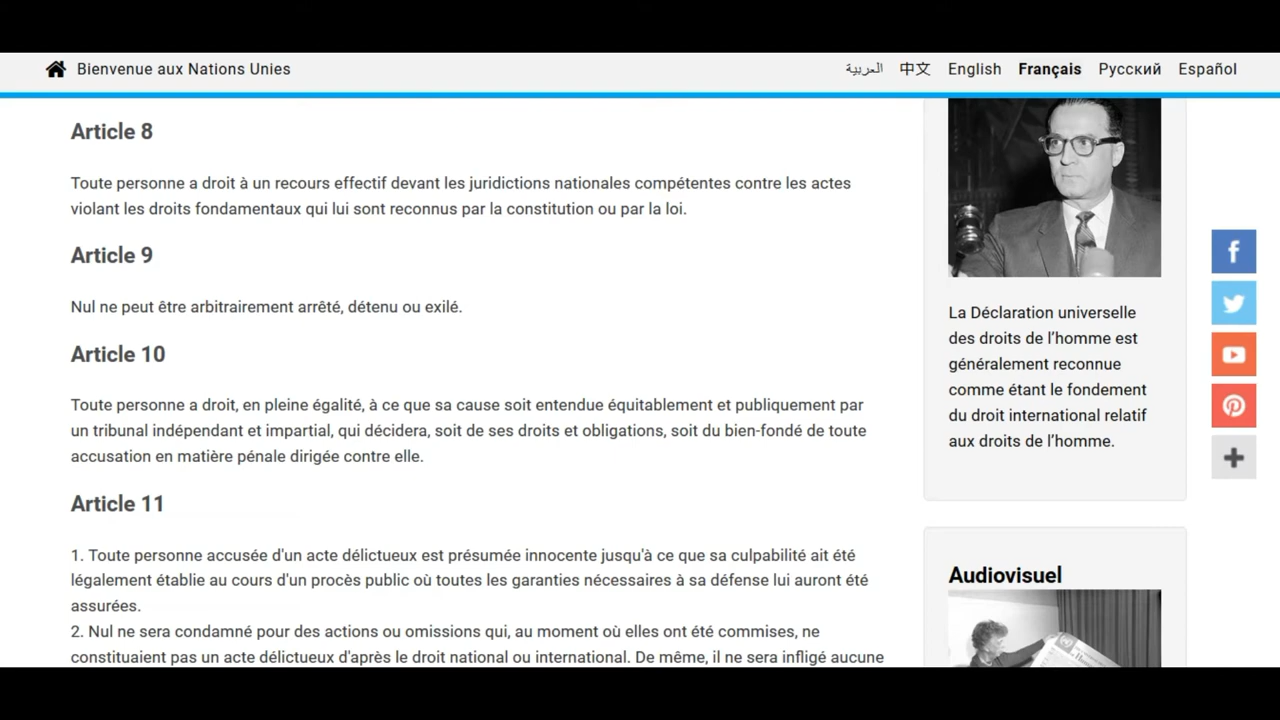 Bienvenue aux Nations Unies
العربية 中文 English Français Русский Español
Article 8
Toute personne a droit à un recours effectif devant les juridictions nationales compétentes contre les actes
violant les droits fondamentaux qui lui sont reconnus par la constitution ou par la loi.
Article 9
Nul ne peut être arbitrairement arrêté, détenu ou exilé.
Article 10
Toute personne a droit, en pleine égalité, à ce que sa cause soit entendue équitablement et publiquement par
un tribunal indépendant et impartial, qui décidera, soit de ses droits et obligations, soit du bien-fondé de toute
accusation en matière pénale dirigée contre elle.
Article 11
1. Toute personne accusée d'un acte délictueux est présumée innocente jusqu'à ce que sa culpabilité ait été
légalement établie au cours d'un procès public où toutes les garanties nécessaires à sa défense lui auront été
assurées.
2. Nul ne sera condamné pour des actions ou omissions qui, au moment où elles ont été commises, ne
constituaient pas un acte délictueux d'après le droit national ou international. De même, il ne sera infligé aucune
La Déclaration universelle
des droits de l’homme est
généralement reconnue
comme étant le fondement
du droit international relatif
aux droits de l’homme.
Audiovisuel